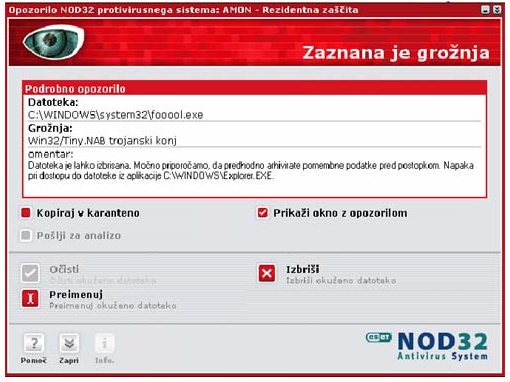 Opozorilo NOD32 protivirusnega sistema: AMON - Rezidentna zaščita
Zaznana je grožnja
Podrobno opozorilo
Datoteka:
C:\WINDOWS\system32\fooool.exe
Grožnja:
Win32/Tiny.NAB trojanski konj
omentar:
Datoteka je lahko izbrisana. Močno priporočamo, da predhodno arhivirate pomembne podatke pred postopkom. Napaka
pri dostopu do datoteke iz aplikacije C:\WINDOWS\Explorer.EXE.
Kopiraj v karanteno
Prikaži okno z opozorilom
Pošlji za analizo
Očisti
Očisti okuženo datoteko
Izbriši
Izbriši okuženo datoteko
Preimenuj
Preimenuj okuženo datoteko
Pomoč
Zapri
Info.
eset NOD32
Antivirus System